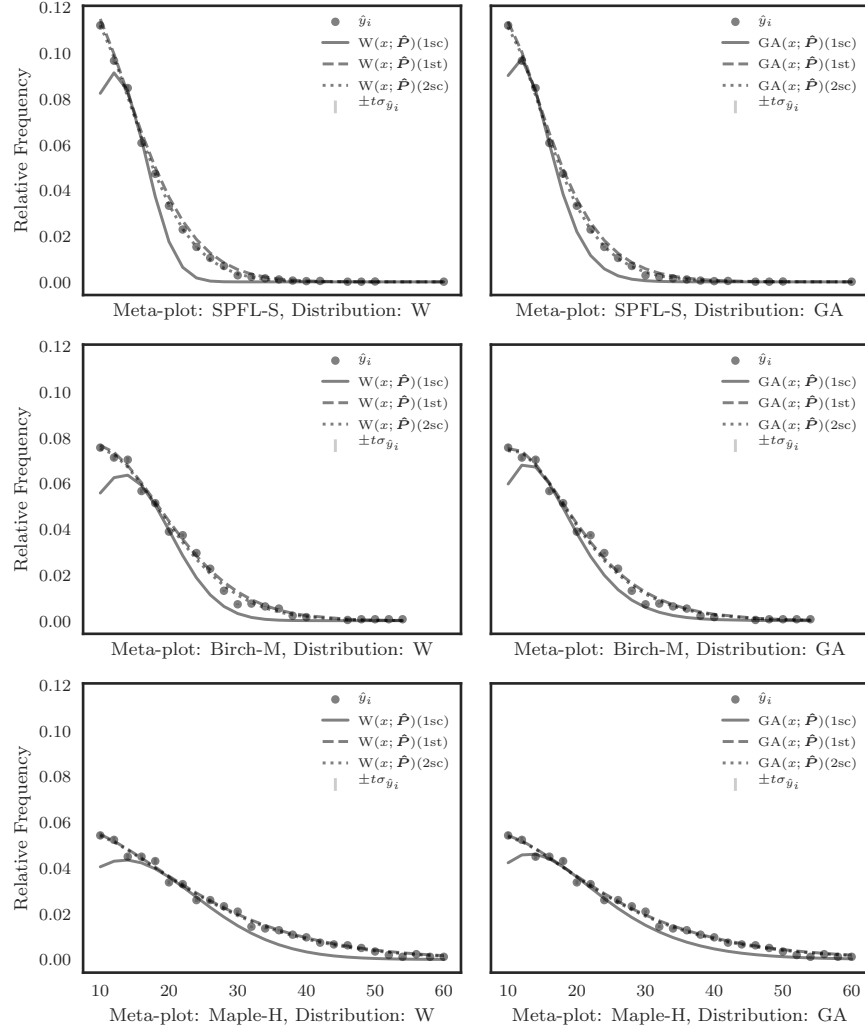 0.12
0.10
0.08
0.06
0.04
0.02
0.00
Relative Frequency
ŷᵢ
W(x; P̂)(1sc)
W(x; P̂)(1st)
W(x; P̂)(2sc)
±tσ_ŷᵢ
Meta-plot: SPFL-S, Distribution: W
ŷᵢ
GA(x; P̂)(1sc)
GA(x; P̂)(1st)
GA(x; P̂)(2sc)
±tσ_ŷᵢ
Meta-plot: SPFL-S, Distribution: GA
0.12
0.10
0.08
0.06
0.04
0.02
0.00
Relative Frequency
ŷᵢ
W(x; P̂)(1sc)
W(x; P̂)(1st)
W(x; P̂)(2sc)
±tσ_ŷᵢ
Meta-plot: Birch-M, Distribution: W
ŷᵢ
GA(x; P̂)(1sc)
GA(x; P̂)(1st)
GA(x; P̂)(2sc)
±tσ_ŷᵢ
Meta-plot: Birch-M, Distribution: GA
0.12
0.10
0.08
0.06
0.04
0.02
0.00
Relative Frequency
ŷᵢ
W(x; P̂)(1sc)
W(x; P̂)(1st)
W(x; P̂)(2sc)
±tσ_ŷᵢ
10 20 30 40 50 60
Meta-plot: Maple-H, Distribution: W
ŷᵢ
GA(x; P̂)(1sc)
GA(x; P̂)(1st)
GA(x; P̂)(2sc)
±tσ_ŷᵢ
10 20 30 40 50 60
Meta-plot: Maple-H, Distribution: GA